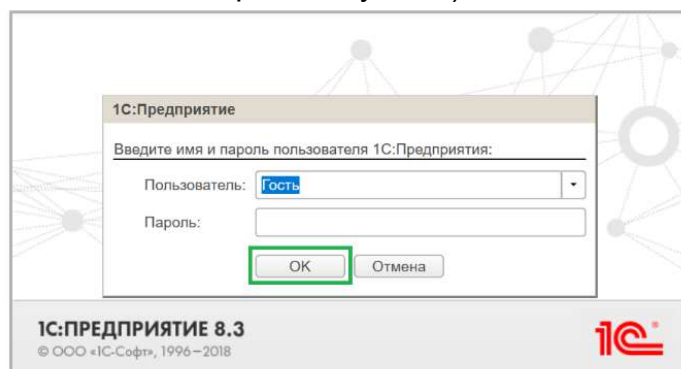 1С:Предприятие
Введите имя и пароль пользователя 1С:Предприятия:
Пользователь: Гость
Пароль:
ОК Отмена
1С:ПРЕДПРИЯТИЕ 8.3
© ООО «1С-Софт», 1996–2018
1С